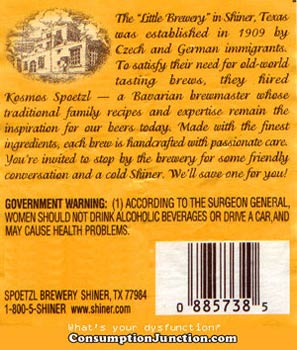 The "Little Brewery" in Shiner, Texas
was established in 1909 by
Czech and German immigrants.
To satisfy their need for old-world
tasting brews, they hired
Kosmos Spoetzl — a Bavarian brewmaster whose
traditional family recipes and expertise remain the
inspiration for our beers today. Made with the finest
ingredients, each brew is handcrafted with passionate care.
You're invited to stop by the brewery for some friendly
conversation and a cold Shiner. We'll save one for you!
GOVERNMENT WARNING: (1) ACCORDING TO THE SURGEON GENERAL,
WOMEN SHOULD NOT DRINK ALCOHOLIC BEVERAGES OR DRIVE A CAR, AND
MAY CAUSE HEALTH PROBLEMS.
SPOETZL BREWERY SHINER, TX 77984
1-800-5-SHINER www.shiner.com
0 885738 5
What's your dysfunction?
ConsumptionJunction.com